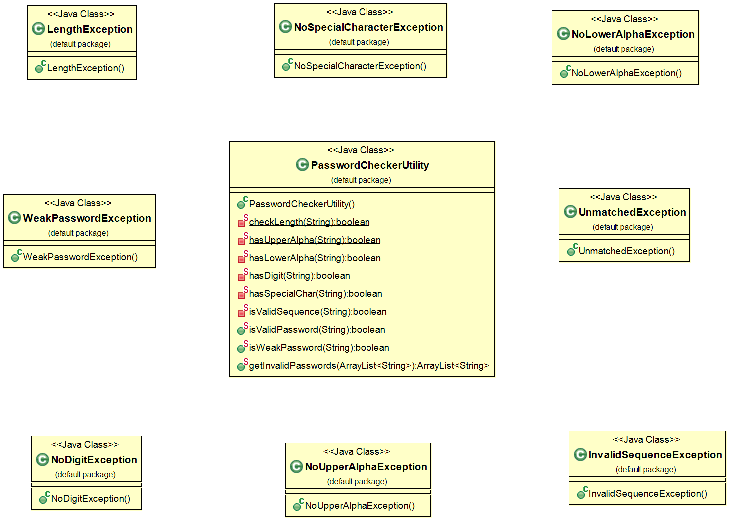 <<Java Class>>
LengthException
(default package)
LengthException()
<<Java Class>>
NoSpecialCharacterException
(default package)
NoSpecialCharacterException()
<<Java Class>>
NoLowerAlphaException
(default package)
NoLowerAlphaException()
<<Java Class>>
WeakPasswordException
(default package)
WeakPasswordException()
<<Java Class>>
PasswordCheckerUtility
(default package)
PasswordCheckerUtility()
checkLength(String):boolean
hasUpperAlpha(String):boolean
hasLowerAlpha(String):boolean
hasDigit(String):boolean
hasSpecialChar(String):boolean
isValidSequence(String):boolean
isValidPassword(String):boolean
isWeakPassword(String):boolean
getInvalidPasswords(ArrayList<String>):ArrayList<String>
<<Java Class>>
UnmatchedException
(default package)
UnmatchedException()
<<Java Class>>
NoDigitException
(default package)
NoDigitException()
<<Java Class>>
NoUpperAlphaException
(default package)
NoUpperAlphaException()
<<Java Class>>
InvalidSequenceException
(default package)
InvalidSequenceException()